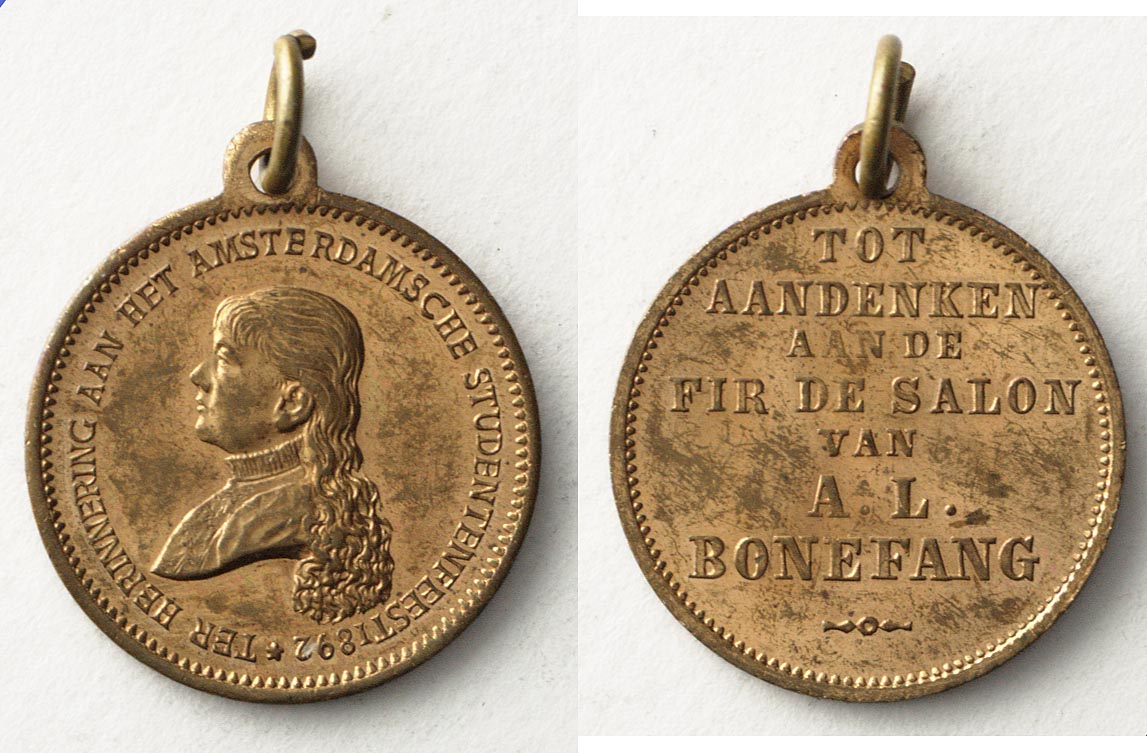 TER HERINNERING AAN HET AMSTERDAMSCHE STUDENTENFEEST 1892 *
TOT
AANDENKEN
AAN DE
FIR DE SALON
VAN
A. L.
BONEFANG